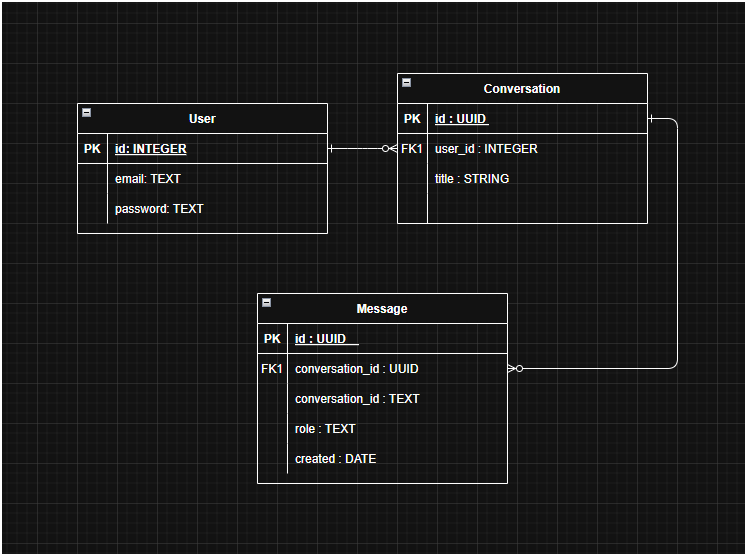 User
PK id: INTEGER
email: TEXT
password: TEXT
Conversation
PK id : UUID
FK1 user_id : INTEGER
title : STRING
Message
PK id : UUID
FK1 conversation_id : UUID
conversation_id : TEXT
role : TEXT
created : DATE